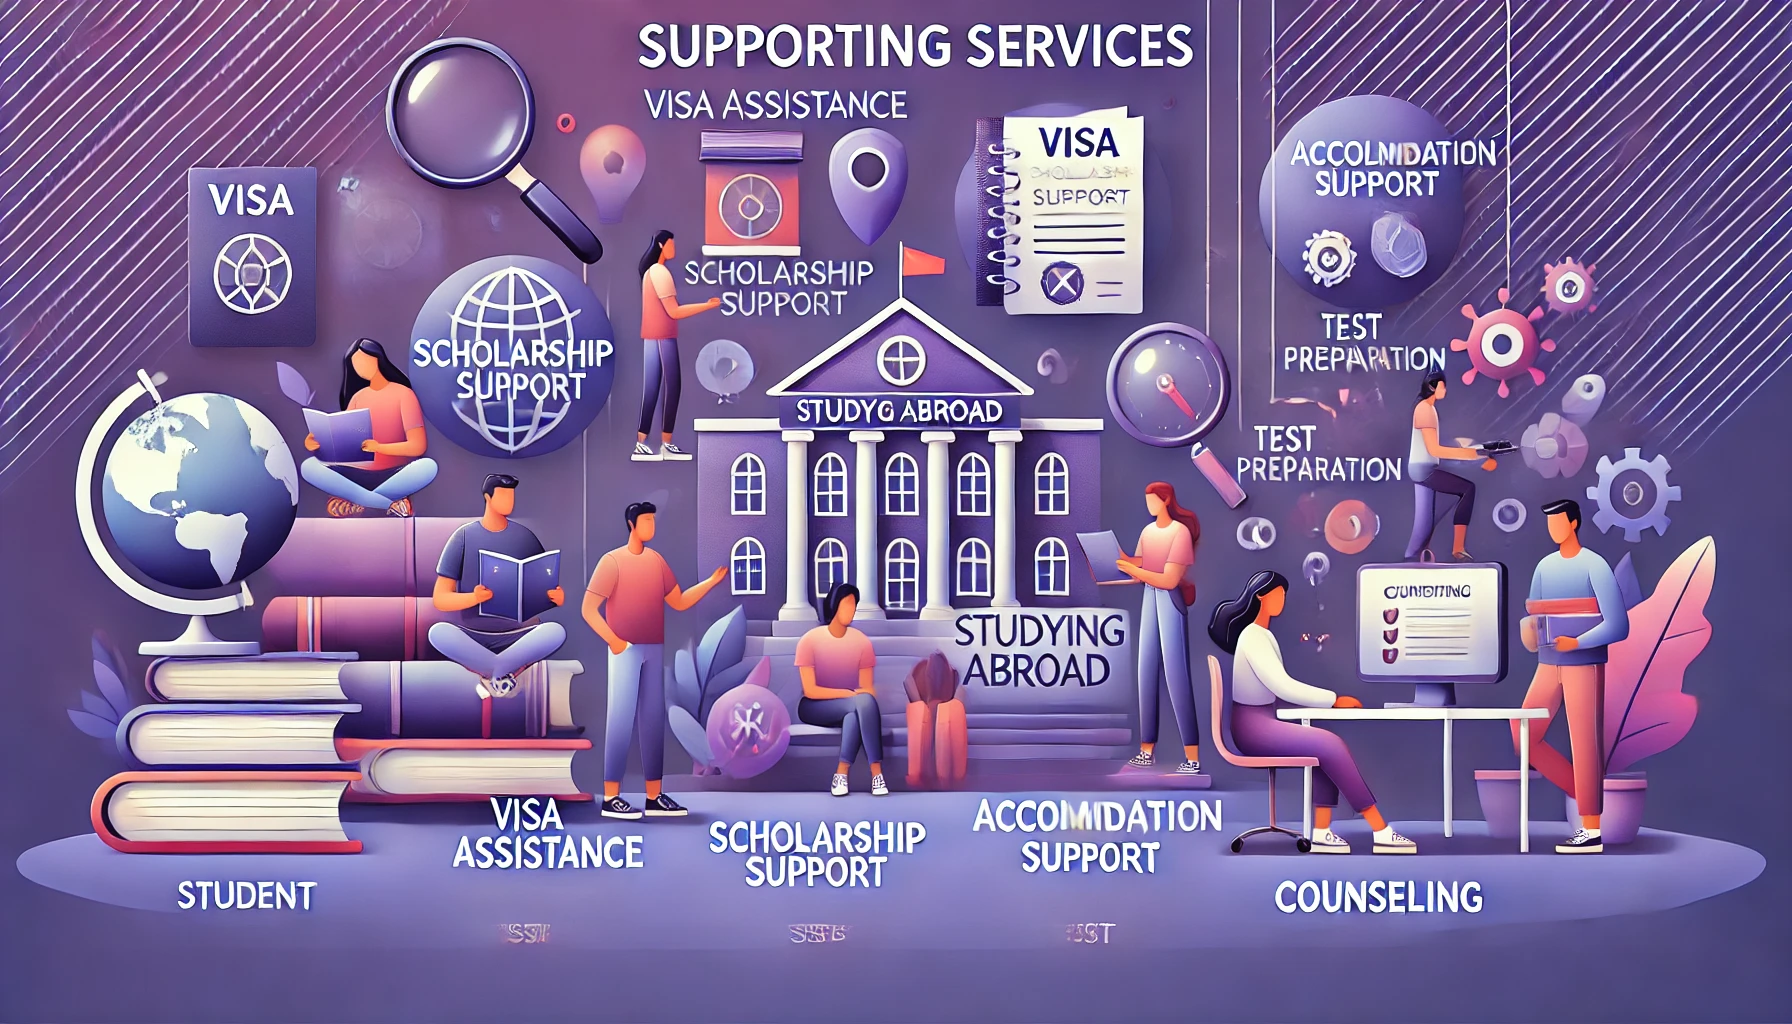 SUPPORTING SERVICES
VISA ASSISTANCE
VISA
VISA
SUPPORT
ACCOLMIDATION
SUPPORT
SCHOLARSHIP
SUPPORT
SCHOLARSHIP
SUPPORT
TEST
PREPARATION
STUDYG ABROAD
TEST
PREPARATION
STUDYING
ABROAD
VISA
ASSISTANCE
SCHOLARSHIP
SUPPORT
ACCOMIDATION
SUPPORT
STUDENT
COUNSELING